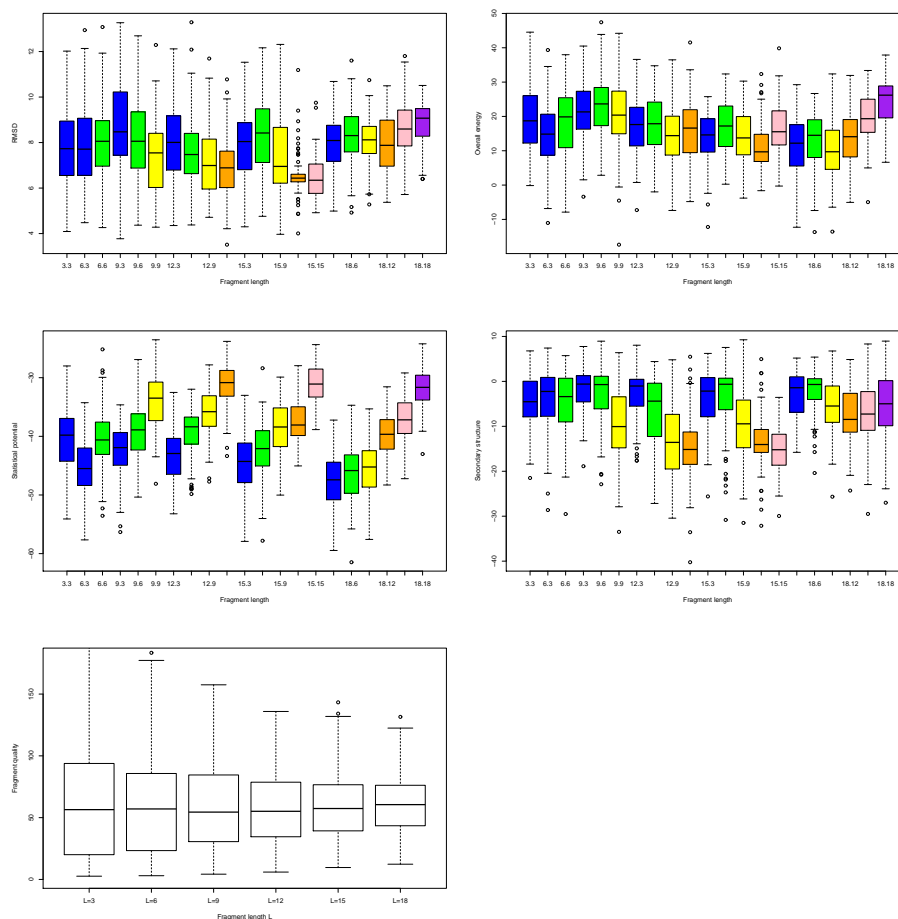 RMSD
12
10
8
6
4
3.3 6.3 6.6 9.3 9.6 9.9 12.3 12.9 15.3 15.9 15.15 18.6 18.12 18.18
Fragment length
Overall energy
50
40
30
20
10
0
−10
3.3 6.3 6.6 9.3 9.6 9.9 12.3 12.9 15.3 15.9 15.15 18.6 18.12 18.18
Fragment length
Statistical potential
−30
−40
−50
−60
3.3 6.3 6.6 9.3 9.6 9.9 12.3 12.9 15.3 15.9 15.15 18.6 18.12 18.18
Fragment length
Secondary structure
10
0
−10
−20
−30
−40
3.3 6.3 6.6 9.3 9.6 9.9 12.3 12.9 15.3 15.9 15.15 18.6 18.12 18.18
Fragment length
Fragment quality
150
100
50
0
L=3 L=6 L=9 L=12 L=15 L=18
Fragment length L